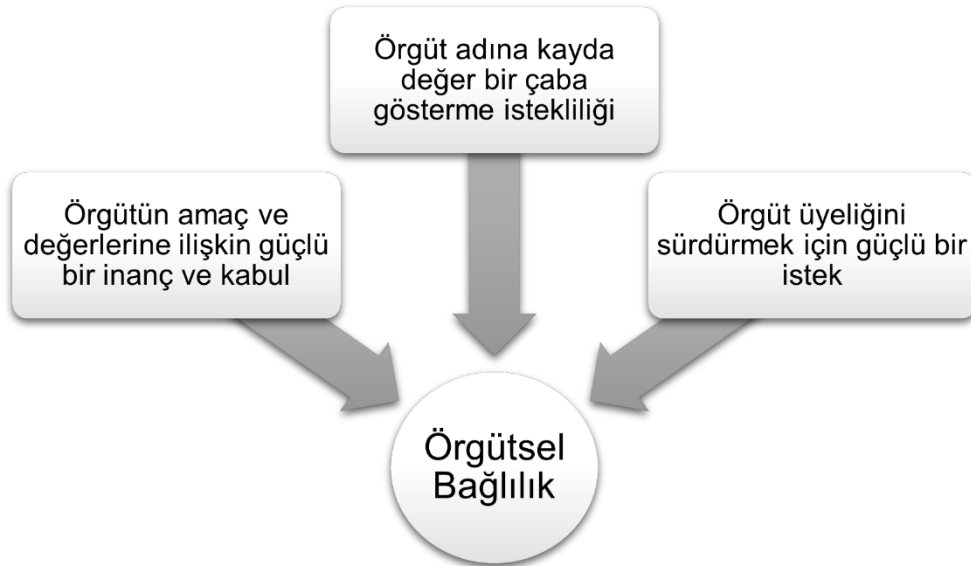 Örgüt adına kayda
değer bir çaba
gösterme istekliliği
Örgütün amaç ve
değerlerine ilişkin güçlü
bir inanç ve kabul
Örgüt üyeliğini
sürdürmek için güçlü bir
istek
Örgütsel
Bağlılık